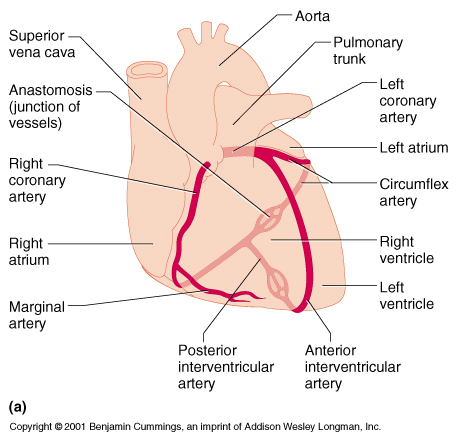 Aorta
Superior
vena cava
Pulmonary
trunk
Anastomosis
(junction of
vessels)
Left
coronary
artery
Left atrium
Right
coronary
artery
Circumflex
artery
Right
atrium
Right
ventricle
Left
ventricle
Marginal
artery
Posterior
interventricular
artery
Anterior
interventricular
artery
(a)
Copyright © 2001 Benjamin Cummings, an imprint of Addison Wesley Longman, Inc.